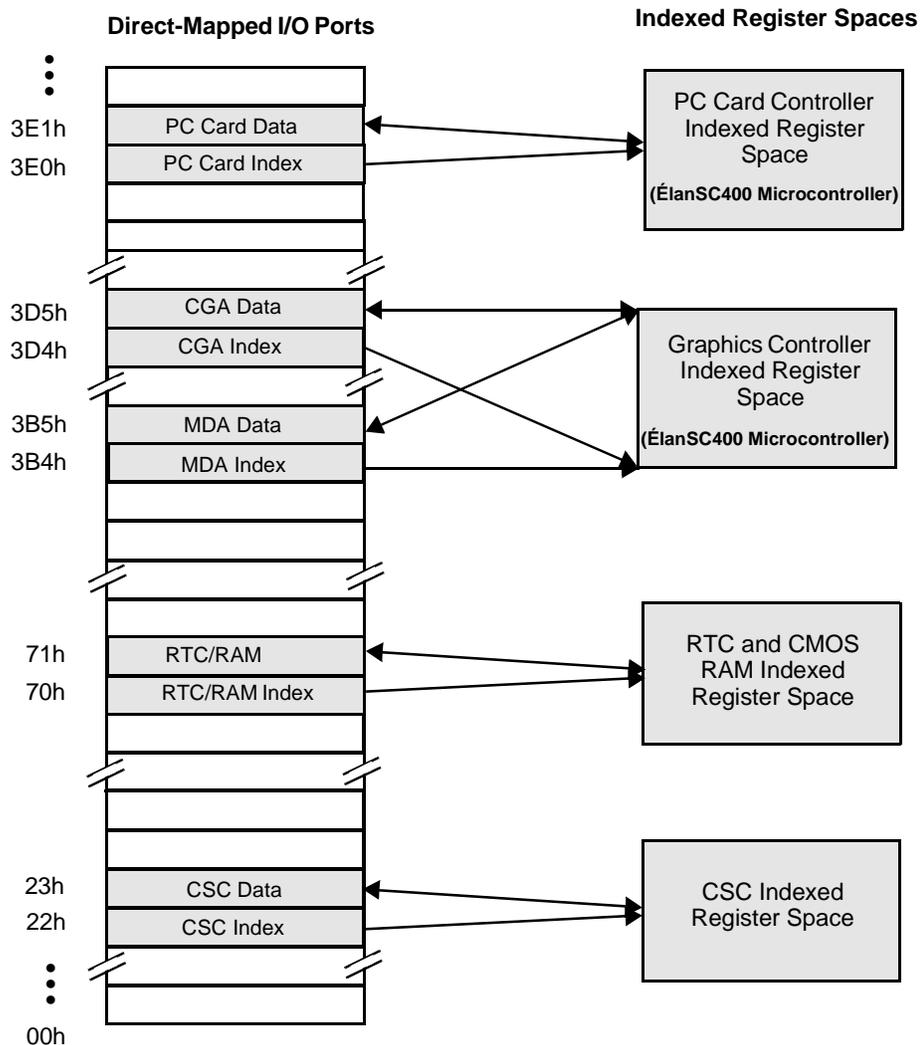 Direct-Mapped I/O Ports
Indexed Register Spaces
3E1h
PC Card Data
3E0h
PC Card Index
PC Card Controller
Indexed Register
Space
(ÉlanSC400 Microcontroller)
3D5h
CGA Data
3D4h
CGA Index
3B5h
MDA Data
3B4h
MDA Index
Graphics Controller
Indexed Register
Space
(ÉlanSC400 Microcontroller)
71h
RTC/RAM
70h
RTC/RAM Index
RTC and CMOS
RAM Indexed
Register Space
23h
CSC Data
22h
CSC Index
CSC Indexed
Register Space
00h